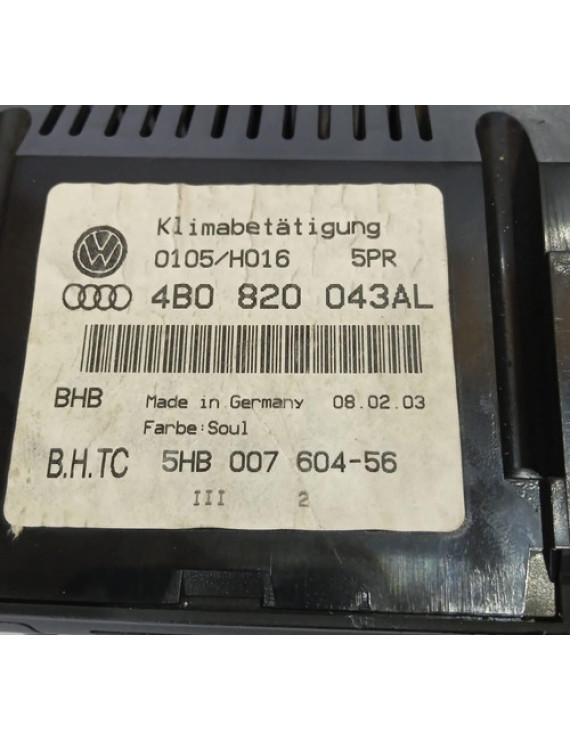 Klimabetätigung
0105/H016 5PR
4B0 820 043AL
BHB Made in Germany 08.02.03
Farbe:Soul
B.H.TC 5HB 007 604-56
III 2